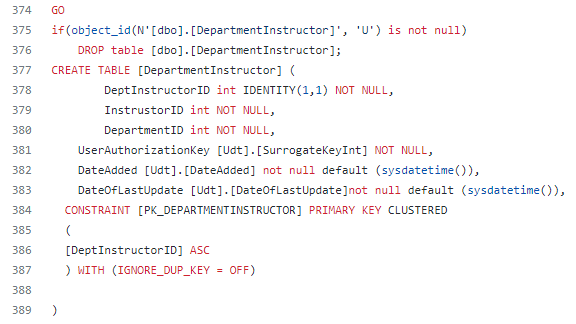 374 GO
375 if(object_id(N'[dbo].[DepartmentInstructor]', 'U') is not null)
376 DROP table [dbo].[DepartmentInstructor];
377 CREATE TABLE [DepartmentInstructor] (
378 DeptInstructorID int IDENTITY(1,1) NOT NULL,
379 InstrustorID int NOT NULL,
380 DepartmentID int NOT NULL,
381 UserAuthorizationKey [Udt].[SurrogateKeyInt] NOT NULL,
382 DateAdded [Udt].[DateAdded] not null default (sysdatetime()),
383 DateOfLastUpdate [Udt].[DateOfLastUpdate]not null default (sysdatetime()),
384 CONSTRAINT [PK_DEPARTMENTINSTRUCTOR] PRIMARY KEY CLUSTERED
385 (
386 [DeptInstructorID] ASC
387 ) WITH (IGNORE_DUP_KEY = OFF)
388
389 )